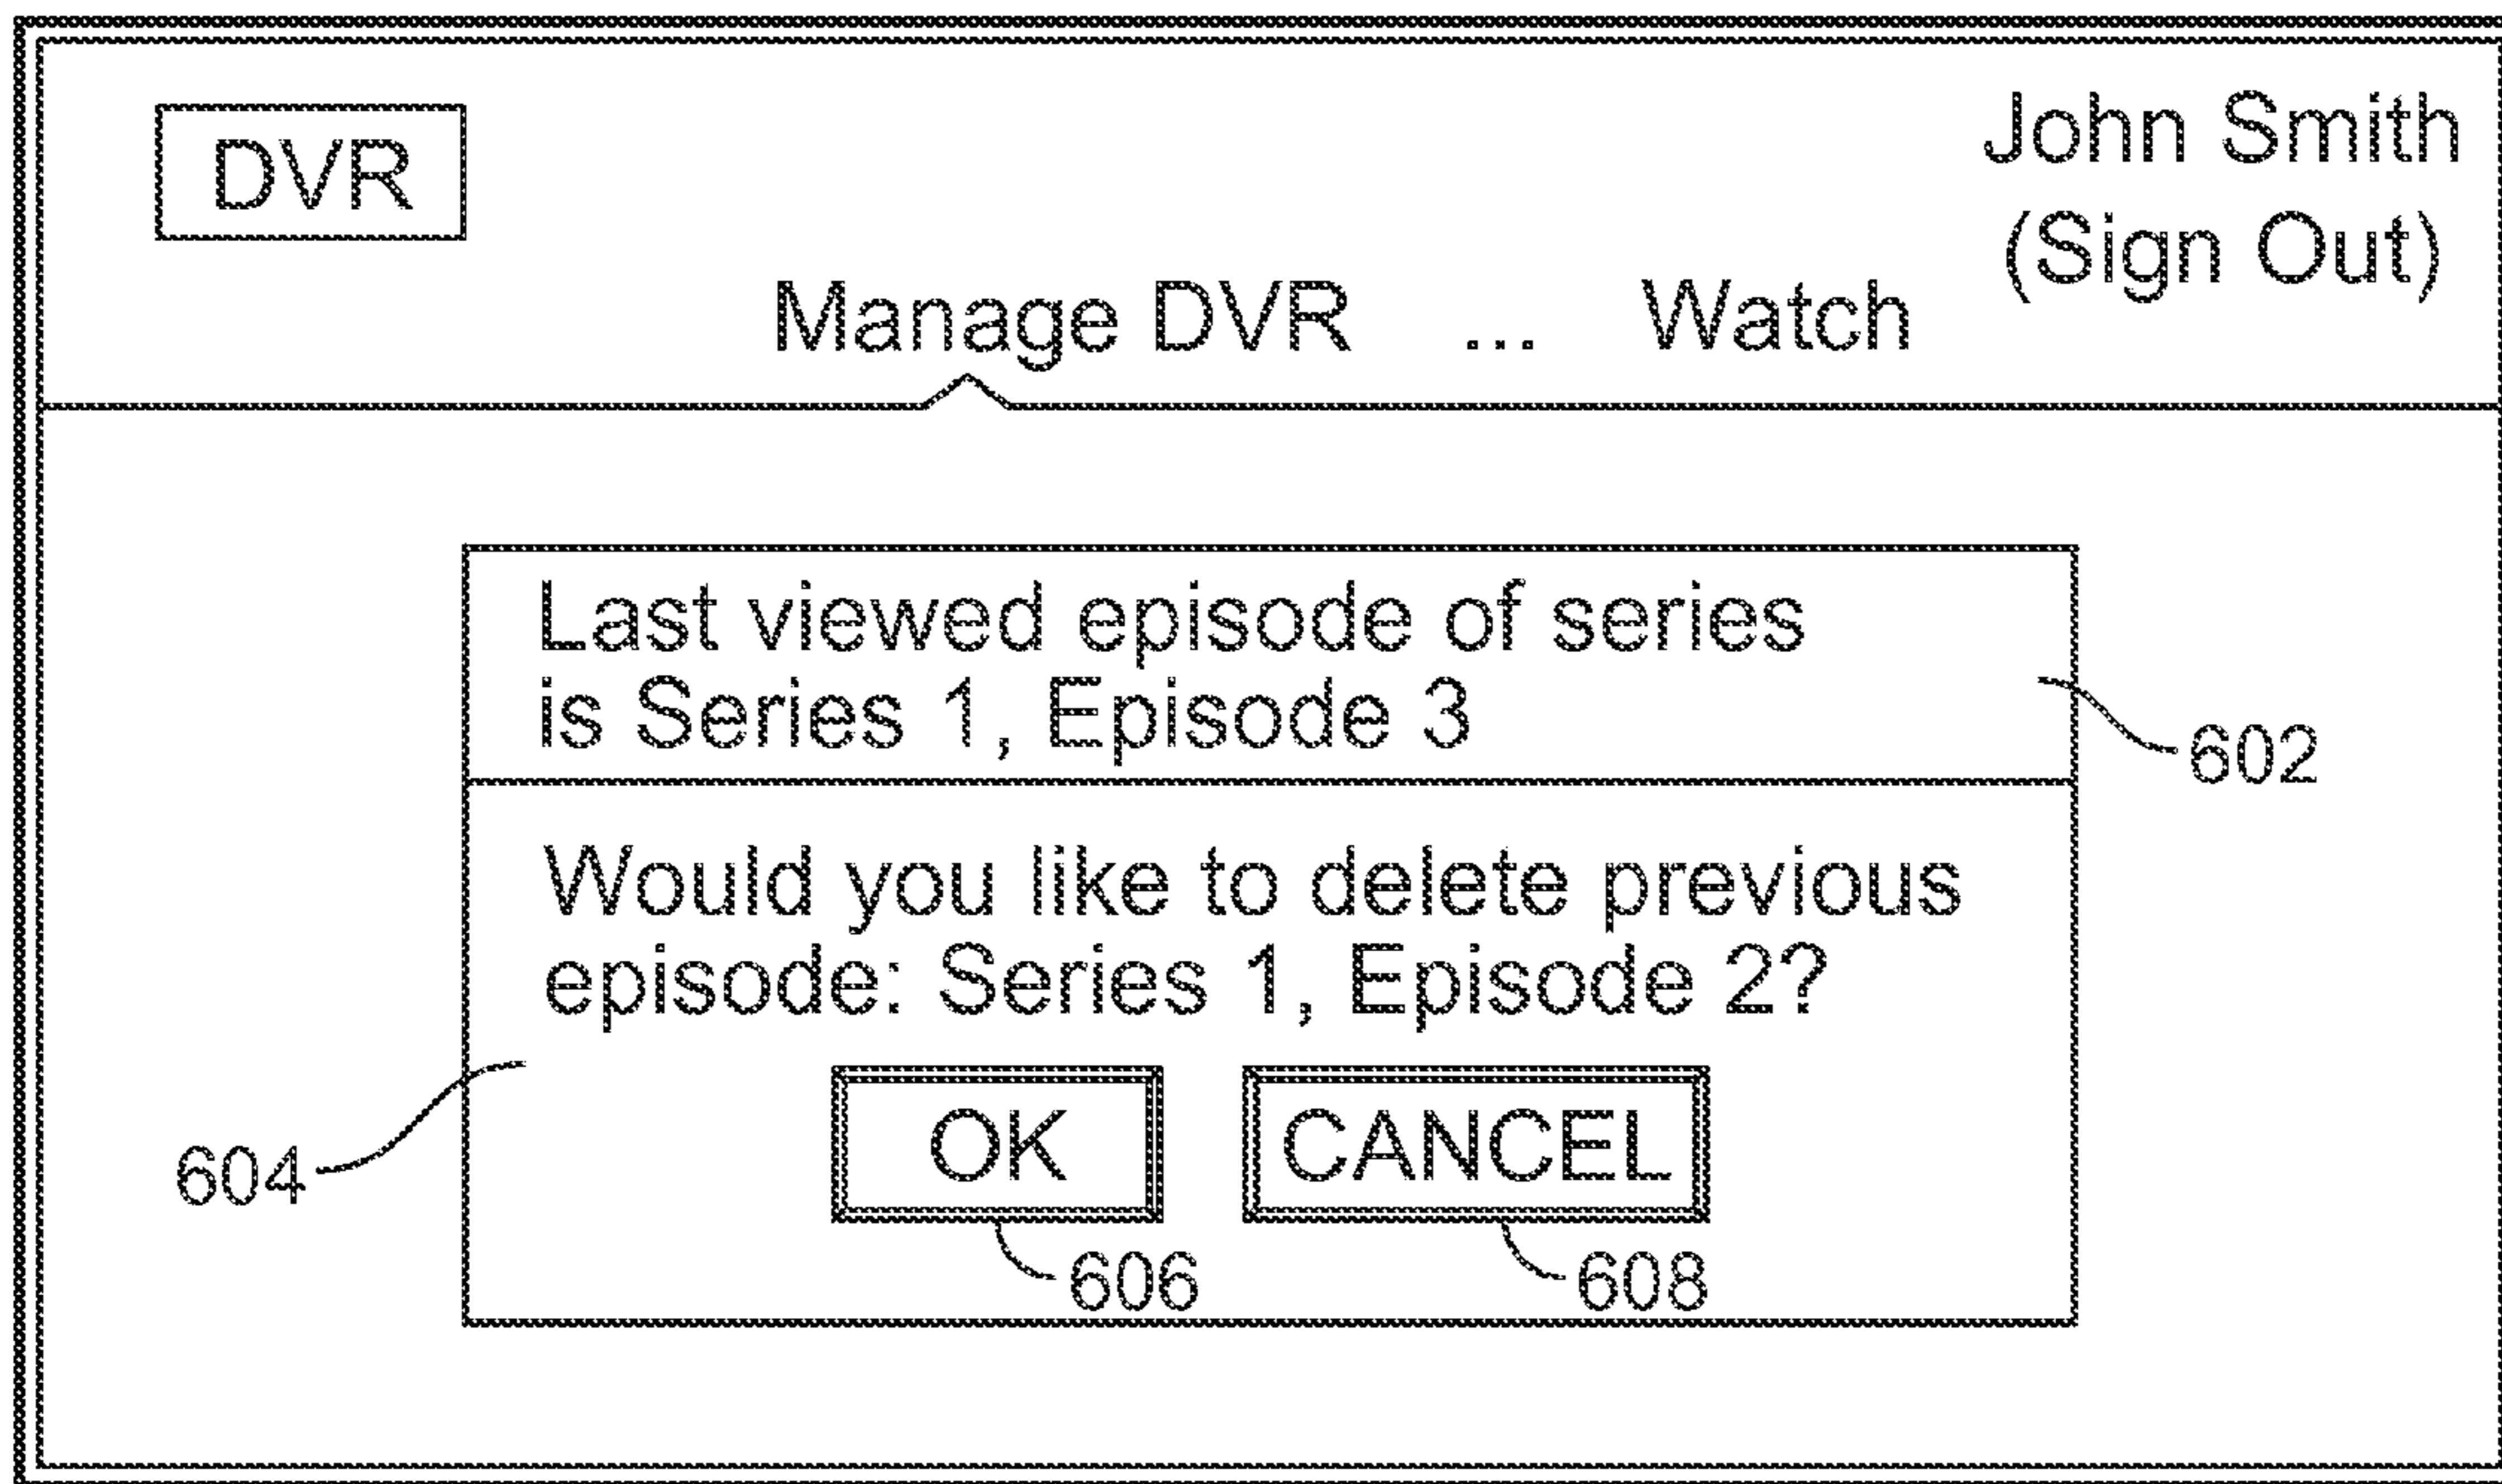 DVR
John Smith
(Sign Out)
Manage DVR ... Watch
Last viewed episode of series
is Series 1, Episode 3
602
Would you like to delete previous
episode: Series 1, Episode 2?
604
OK
CANCEL
606
608